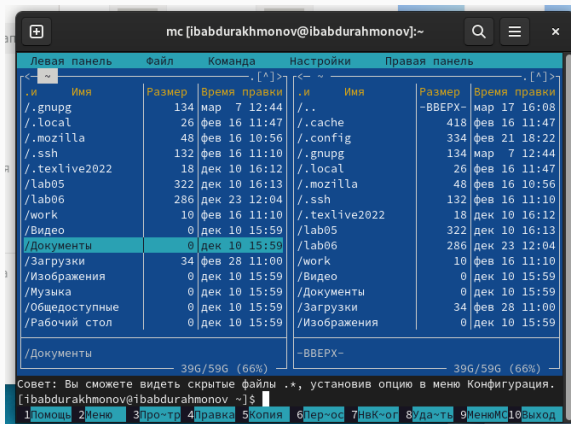 mc [ibabdurakhmonov@ibabdurahmonov]:~
Левая панель Файл Команда Настройки Правая панель
<— ~ .[^]> <— ~ .[^]>
.и Имя Размер Время правки .и Имя Размер Время правки
/.gnupg 134 мар 7 12:44 /.. -ВВЕРХ- мар 17 16:08
/.local 26 фев 16 11:47 /.cache 418 фев 16 11:47
/.mozilla 48 фев 16 10:56 /.config 334 фев 21 18:22
/.ssh 132 фев 16 11:10 /.gnupg 134 мар 7 12:44
/.texlive2022 18 дек 10 16:12 /.local 26 фев 16 11:47
/lab05 322 дек 10 16:13 /.mozilla 48 фев 16 10:56
/lab06 286 дек 23 12:04 /.ssh 132 фев 16 11:10
/work 10 фев 16 11:10 /.texlive2022 18 дек 10 16:12
/Видео 0 дек 10 15:59 /lab05 322 дек 10 16:13
/Документы 0 дек 10 15:59 /lab06 286 дек 23 12:04
/Загрузки 34 фев 28 11:00 /work 10 фев 16 11:10
/Изображения 0 дек 10 15:59 /Видео 0 дек 10 15:59
/Музыка 0 дек 10 15:59 /Документы 0 дек 10 15:59
/Общедоступные 0 дек 10 15:59 /Загрузки 34 фев 28 11:00
/Рабочий стол 0 дек 10 15:59 /Изображения 0 дек 10 15:59
/Документы -ВВЕРХ-
39G/59G (66%) 39G/59G (66%)
Совет: Вы сможете видеть скрытые файлы .*, установив опцию в меню Конфигурация.
[ibabdurakhmonov@ibabdurahmonov ~]$
1Помощь 2Меню 3Про~тр 4Правка 5Копия 6Пер~ос 7НвК~ог 8Уда~ть 9МенюMC 10Выход